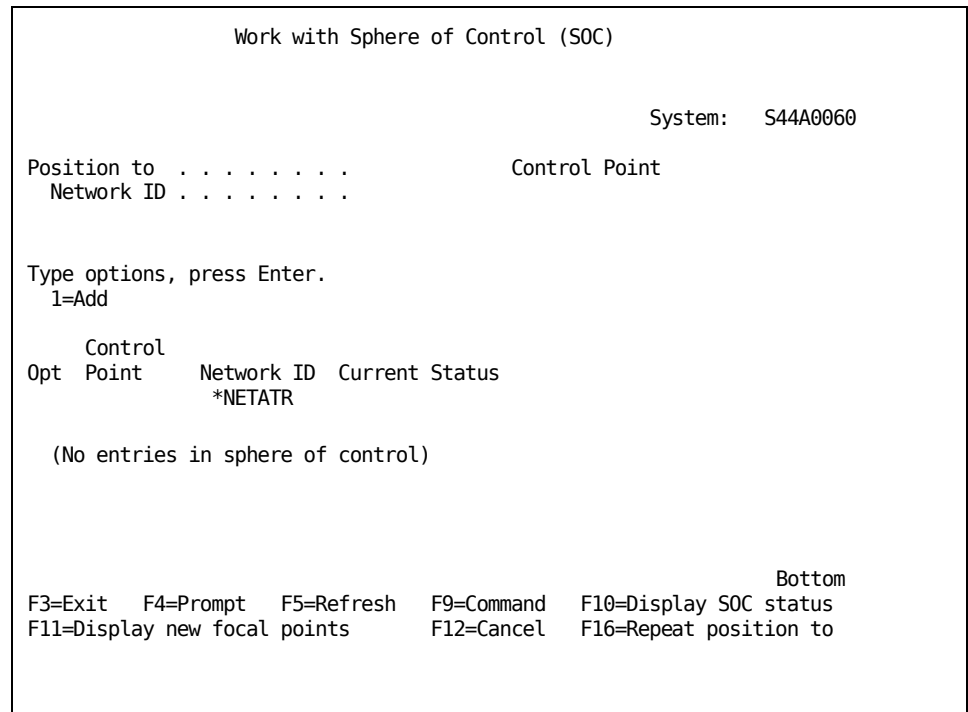 Work with Sphere of Control (SOC)
System: S44A0060
Position to . . . . . . . . Control Point
Network ID . . . . . . . .
Type options, press Enter.
1=Add
Control
Opt Point Network ID Current Status
*NETATR
(No entries in sphere of control)
Bottom
F3=Exit F4=Prompt F5=Refresh F9=Command F10=Display SOC status
F11=Display new focal points F12=Cancel F16=Repeat position to